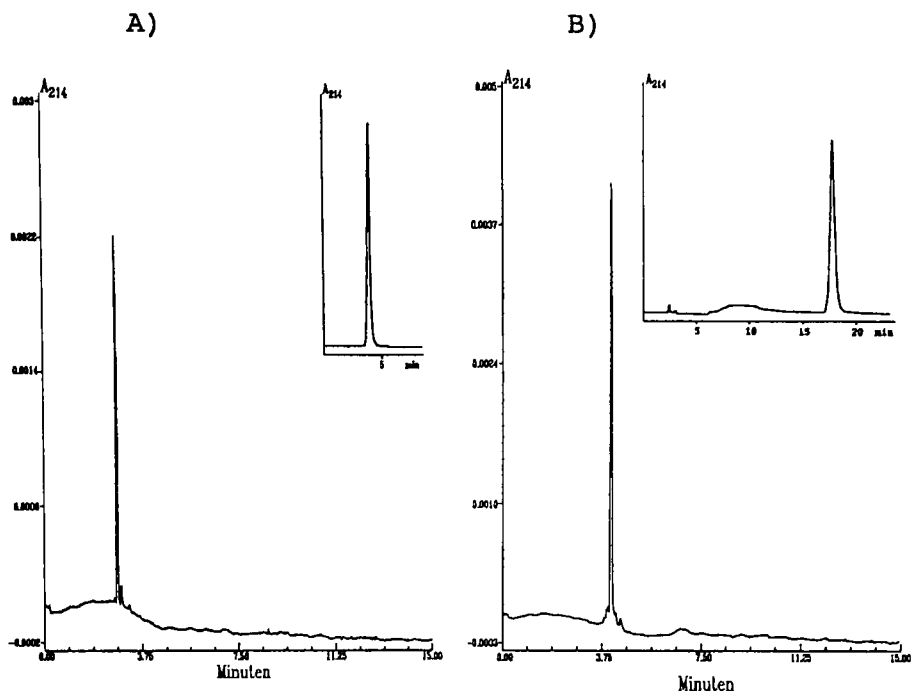 A)
B)
A₂₁₄
0.003
0.0022
0.0014
0.0006
-0.0002
0.00 3.75 7.50 11.25 15.00
Minuten
A₂₁₄
5 min
A₂₁₄
0.005
0.0037
0.0024
0.0010
-0.0003
0.00 3.75 7.50 11.25 15.00
Minuten
A₂₁₄
5 10 15 20 min